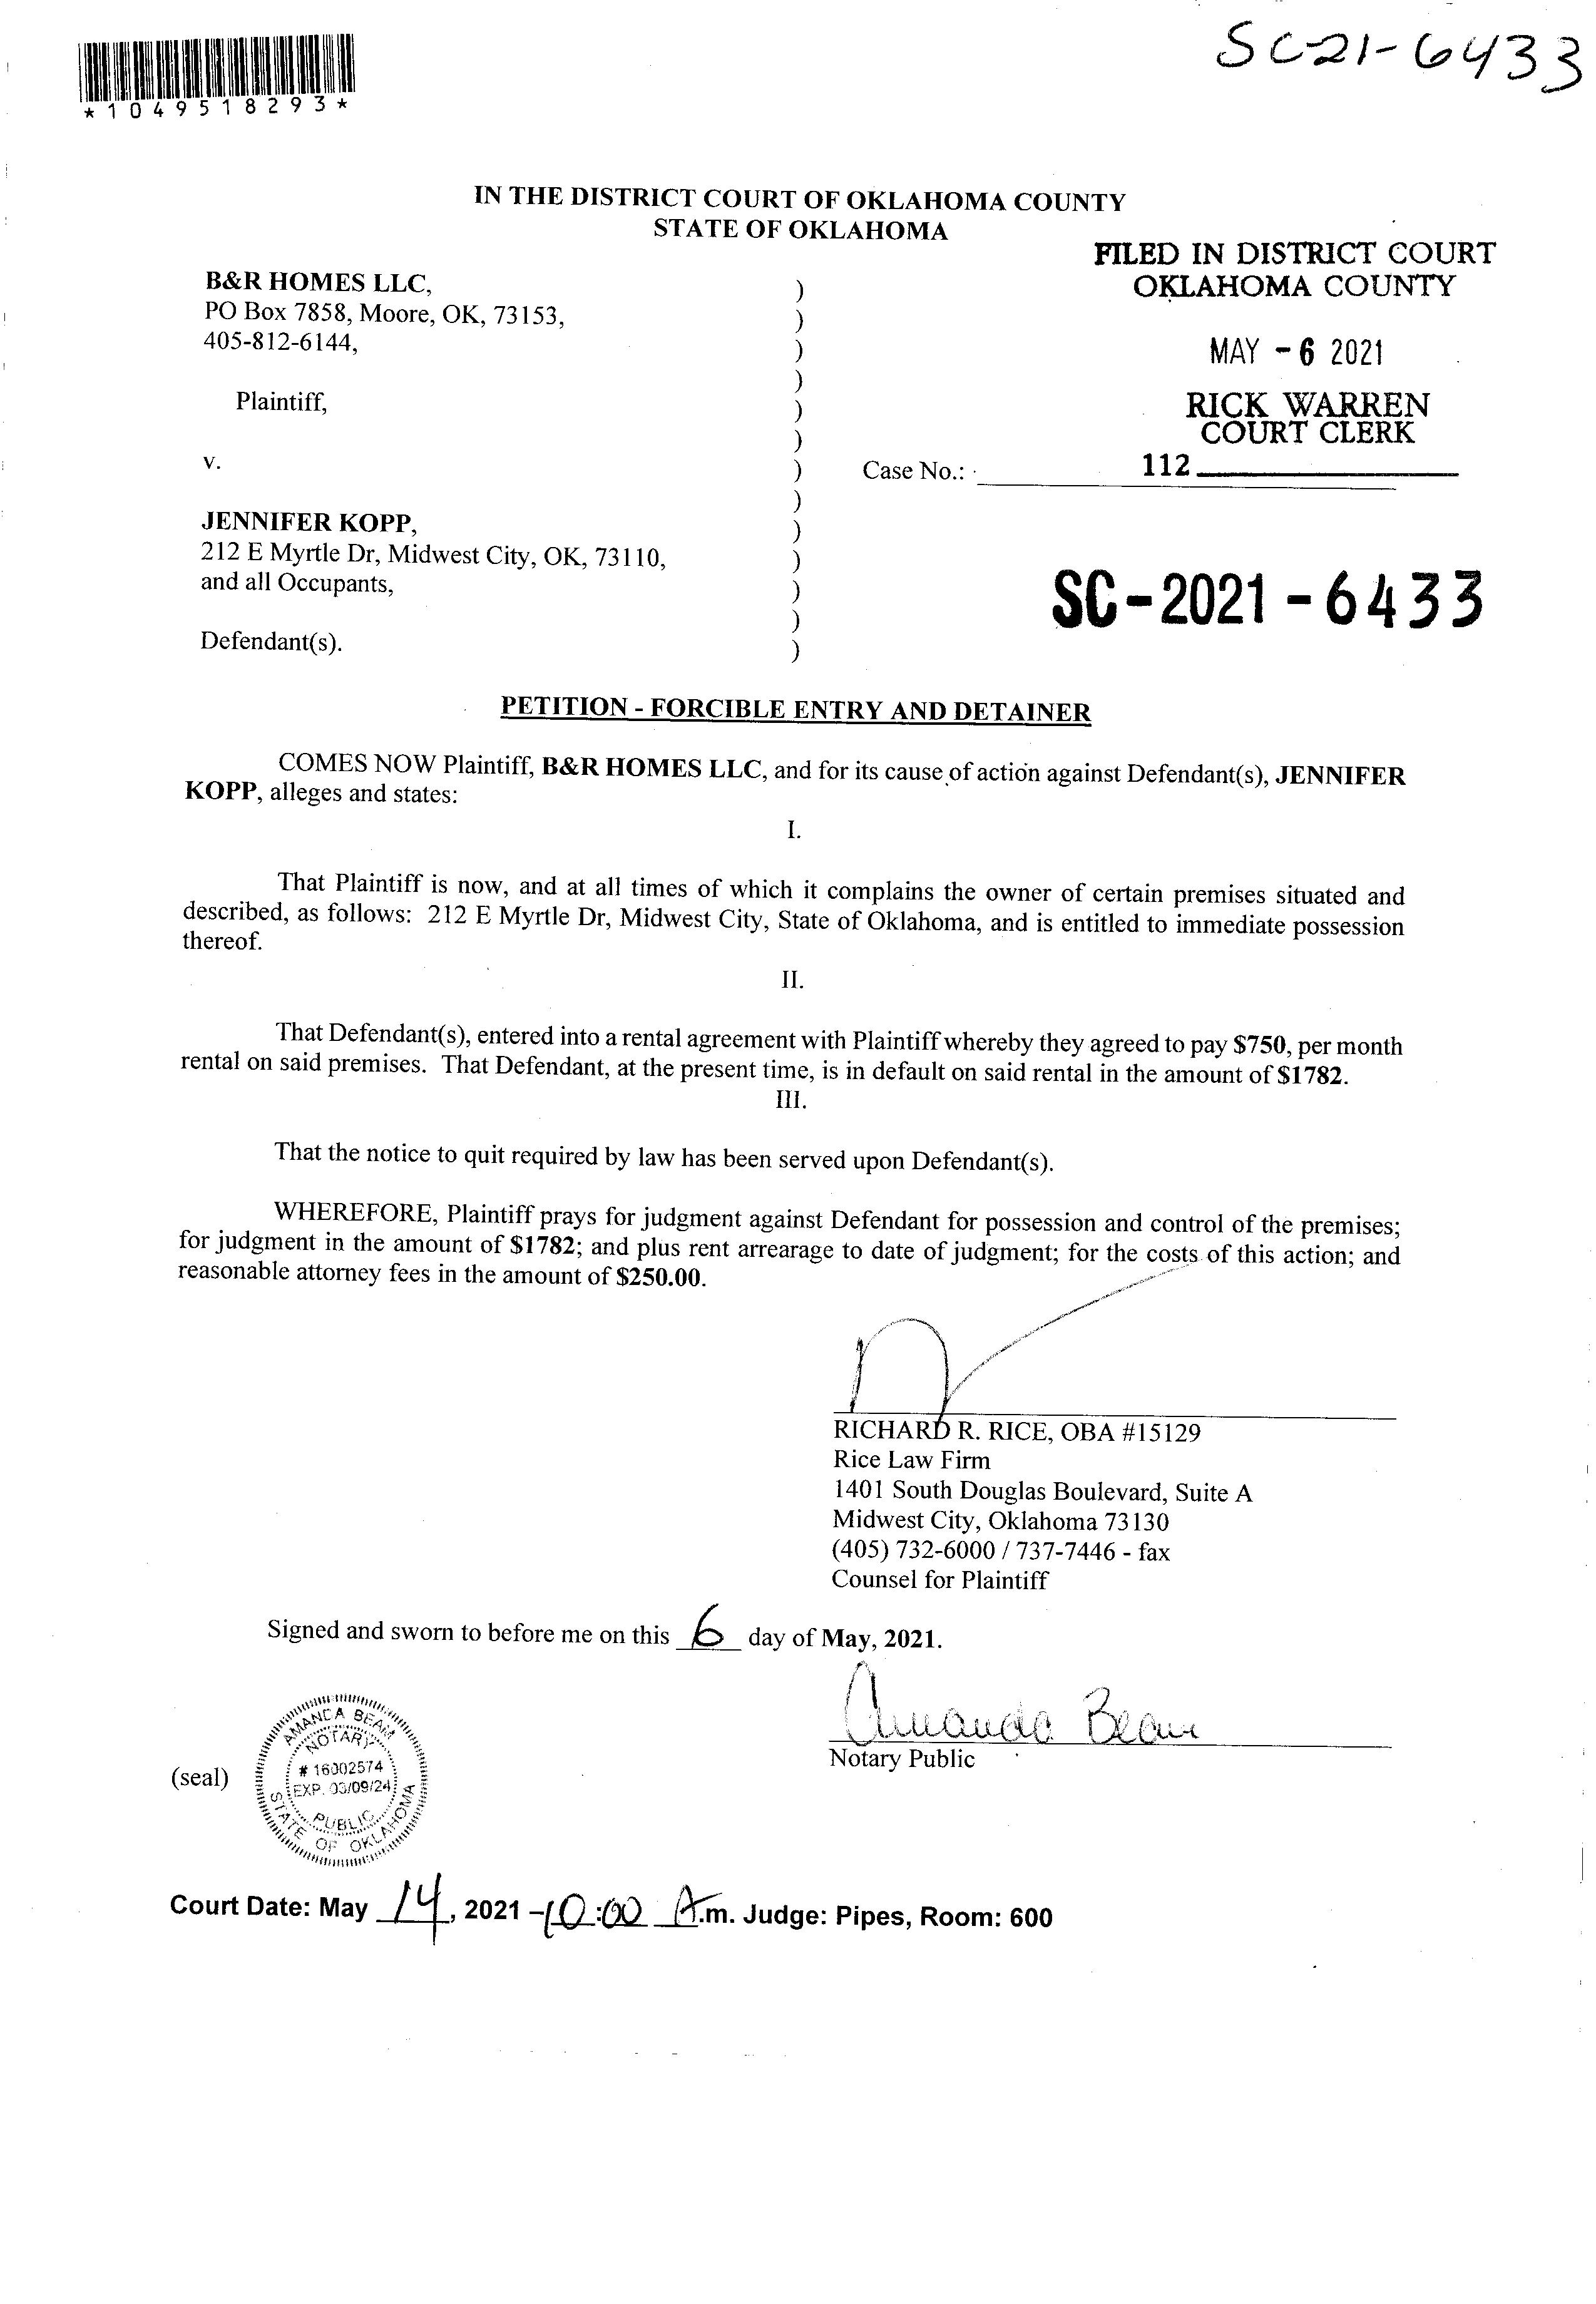 SC-21-6433
*1049518293*
IN THE DISTRICT COURT OF OKLAHOMA COUNTY
STATE OF OKLAHOMA
FILED IN DISTRICT COURT
OKLAHOMA COUNTY
MAY - 6 2021
RICK WARREN
COURT CLERK
112
B&R HOMES LLC, )
PO Box 7858, Moore, OK, 73153, )
405-812-6144, )
)
Plaintiff, )
)
v. ) Case No.:
)
JENNIFER KOPP, )
212 E Myrtle Dr, Midwest City, OK, 73110, )
and all Occupants, )
)
Defendant(s). )
SC-2021-6433
PETITION - FORCIBLE ENTRY AND DETAINER
COMES NOW Plaintiff, B&R HOMES LLC, and for its cause of action against Defendant(s), JENNIFER
KOPP, alleges and states:
I.
That Plaintiff is now, and at all times of which it complains the owner of certain premises situated and
described, as follows: 212 E Myrtle Dr, Midwest City, State of Oklahoma, and is entitled to immediate possession
thereof.
II.
That Defendant(s), entered into a rental agreement with Plaintiff whereby they agreed to pay $750, per month
rental on said premises. That Defendant, at the present time, is in default on said rental in the amount of $1782.
III.
That the notice to quit required by law has been served upon Defendant(s).
WHEREFORE, Plaintiff prays for judgment against Defendant for possession and control of the premises;
for judgment in the amount of $1782; and plus rent arrearage to date of judgment; for the costs of this action; and
reasonable attorney fees in the amount of $250.00.
RICHARD R. RICE, OBA #15129
Rice Law Firm
1401 South Douglas Boulevard, Suite A
Midwest City, Oklahoma 73130
(405) 732-6000 / 737-7446 - fax
Counsel for Plaintiff
Signed and sworn to before me on this 6 day of May, 2021.
Amanda Beam
Notary Public
(seal)
AMANDA BEAM
NOTARY
# 16002574
EXP. 03/09/24
PUBLIC
STATE OF OKLAHOMA
Court Date: May 14, 2021 - 10:00 A.m. Judge: Pipes, Room: 600